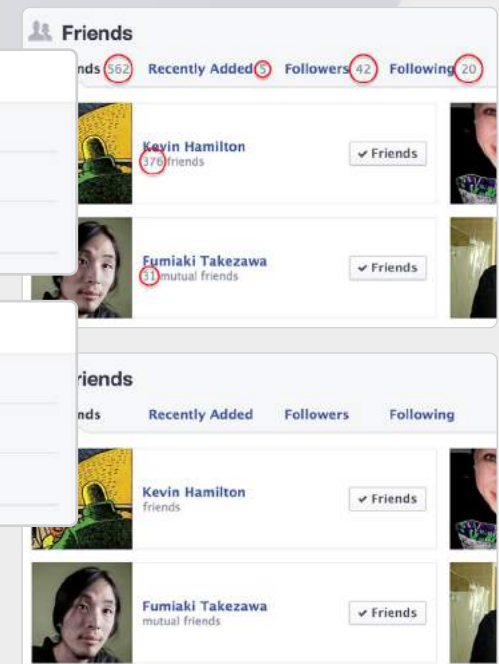 Friends
nds 562 Recently Added 5 Followers 42 Following 20
Kevin Hamilton
376 friends
✔ Friends
Fumiaki Takezawa
31 mutual friends
✔ Friends
riends
nds Recently Added Followers Following
Kevin Hamilton
friends
✔ Friends
Fumiaki Takezawa
mutual friends
✔ Friends